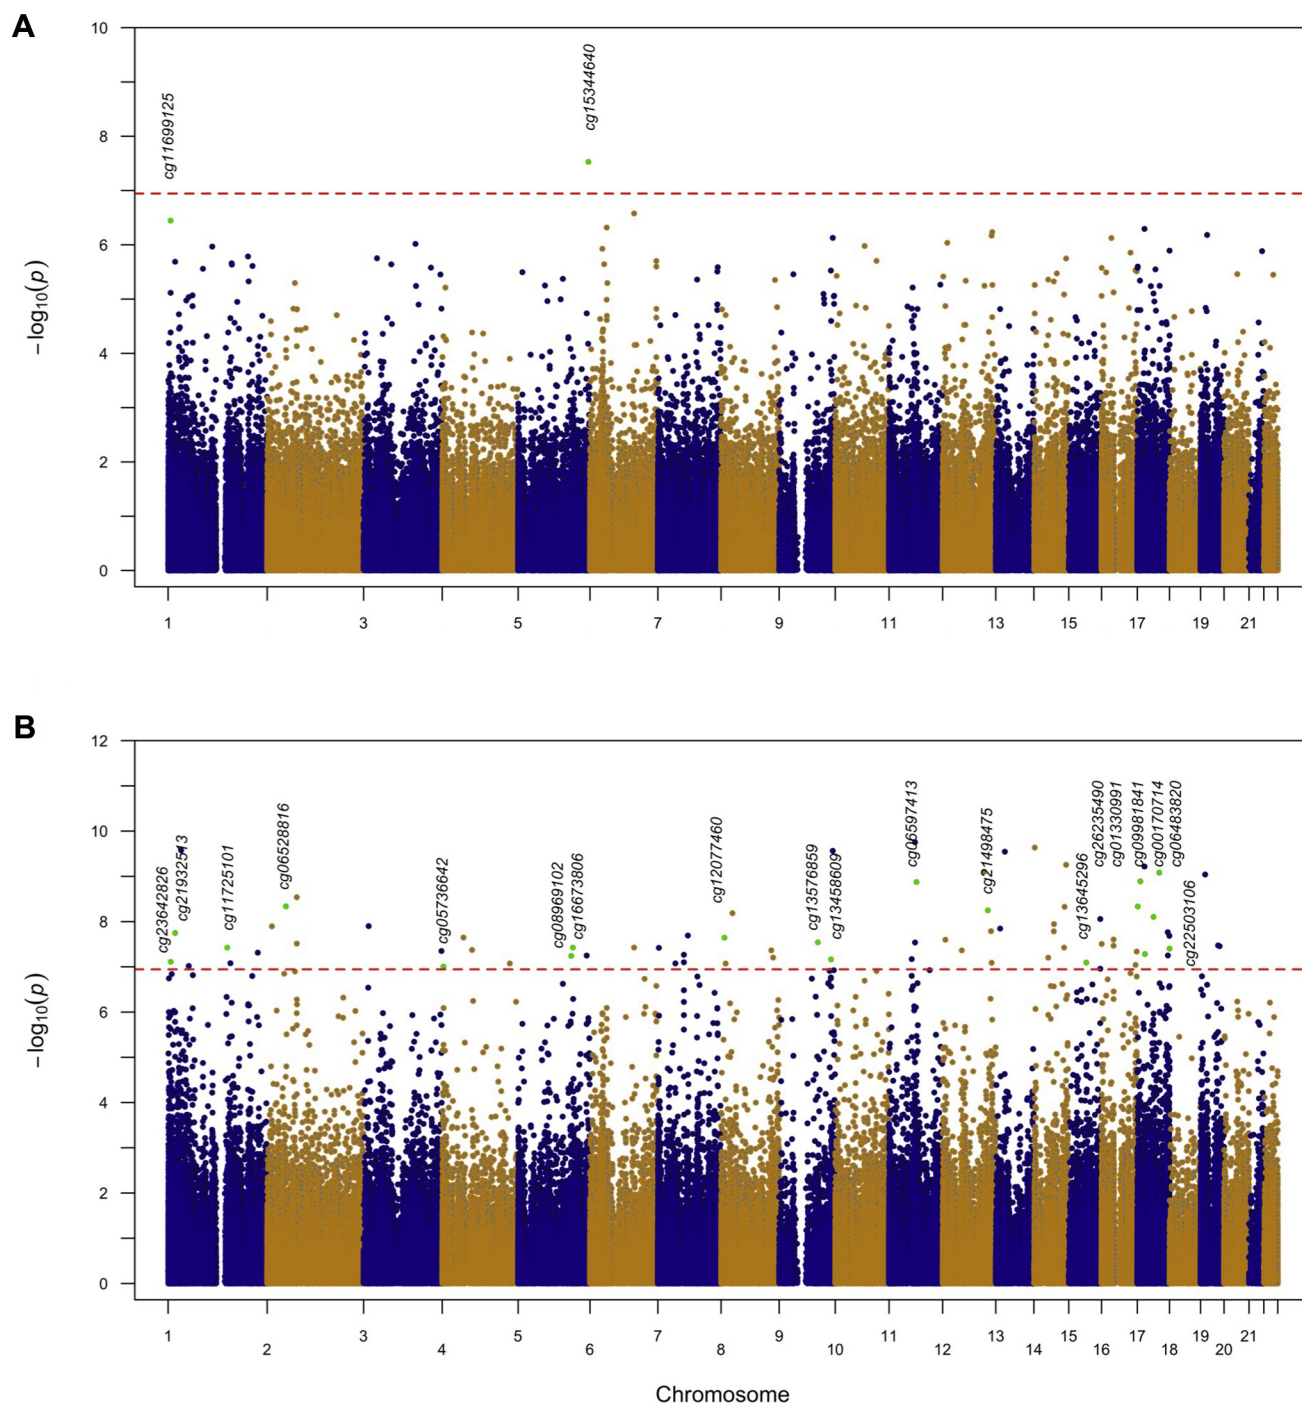 A
10
8
6
4
2
0
−log10(p)
cg11699125
cg15344640
1 3 5 7 9 11 13 15 17 19 21
B
12
10
8
6
4
2
0
−log10(p)
cg23642826
cg21932513
cg11725101
cg06528816
cg05736642
cg08969102
cg16673806
cg12077460
cg13576859
cg13458609
cg06597413
cg21498475
cg13645296
cg26235490
cg01330991
cg09981841
cg00170714
cg06483820
cg22503106
1 3 5 7 9 11 13 15 17 19 21
2 4 6 8 10 12 14 16 18 20
Chromosome